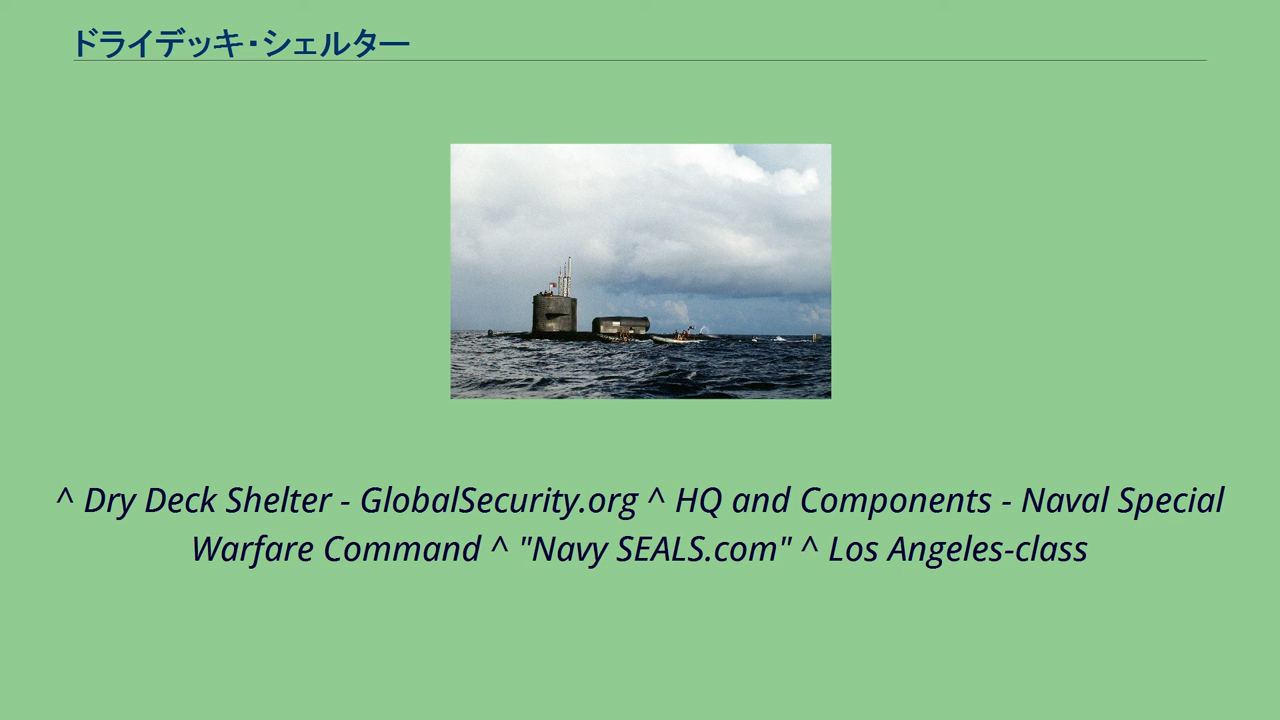 ドライデッキ・シェルター
^ Dry Deck Shelter - GlobalSecurity.org ^ HQ and Components - Naval Special
Warfare Command ^ "Navy SEALS.com" ^ Los Angeles-class